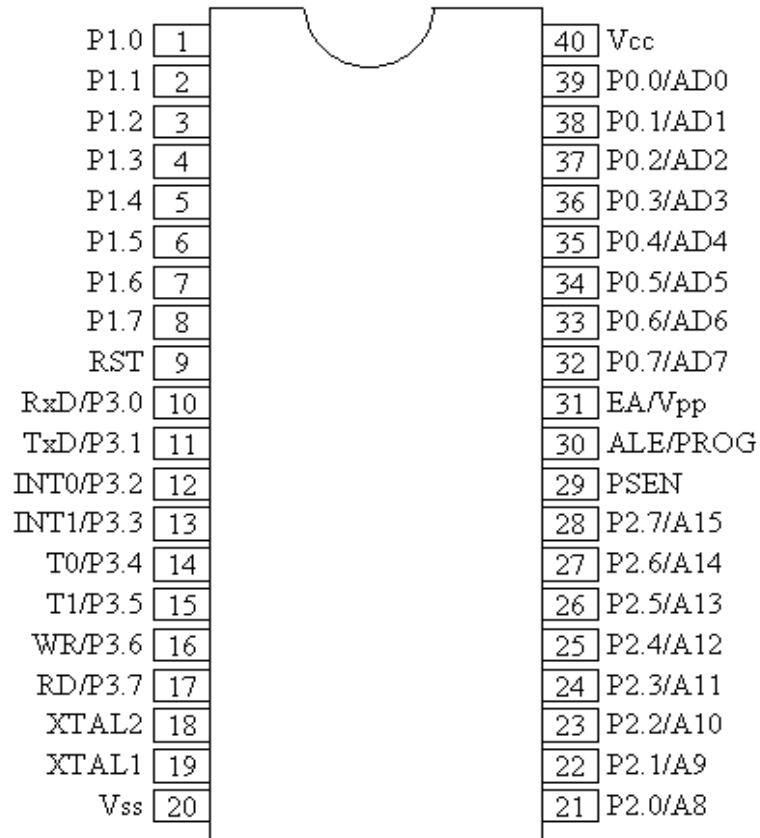 P1.0 1 40 Vcc
P1.1 2 39 P0.0/AD0
P1.2 3 38 P0.1/AD1
P1.3 4 37 P0.2/AD2
P1.4 5 36 P0.3/AD3
P1.5 6 35 P0.4/AD4
P1.6 7 34 P0.5/AD5
P1.7 8 33 P0.6/AD6
RST 9 32 P0.7/AD7
RxD/P3.0 10 31 EA/Vpp
TxD/P3.1 11 30 ALE/PROG
INT0/P3.2 12 29 PSEN
INT1/P3.3 13 28 P2.7/A15
T0/P3.4 14 27 P2.6/A14
T1/P3.5 15 26 P2.5/A13
WR/P3.6 16 25 P2.4/A12
RD/P3.7 17 24 P2.3/A11
XTAL2 18 23 P2.2/A10
XTAL1 19 22 P2.1/A9
Vss 20 21 P2.0/A8